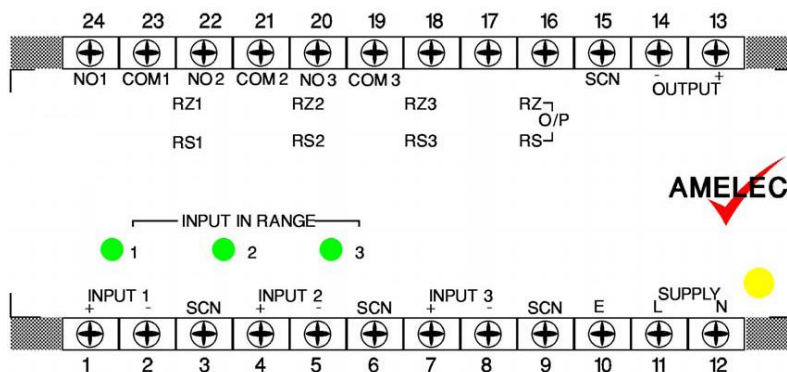 24 23 22 21 20 19 18 17 16 15 14 13
NO1 COM1 NO2 COM2 NO3 COM3 SCN - +
OUTPUT
RZ1 RZ2 RZ3 RZ
O/P
RS1 RS2 RS3 RS
AMELEC
INPUT IN RANGE
1 2 3
INPUT 1 INPUT 2 INPUT 3 SUPPLY
+ - SCN + - SCN + - SCN E L N
1 2 3 4 5 6 7 8 9 10 11 12